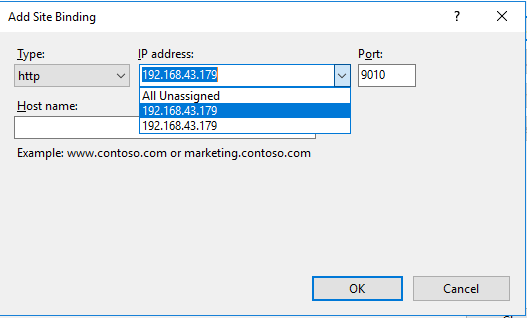 Add Site Binding
? ×
Type: IP address: Port:
http 192.168.43.179 9010
All Unassigned
Host name: 192.168.43.179
192.168.43.179
Example: www.contoso.com or marketing.contoso.com
OK Cancel